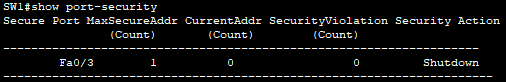 SW1#show port-security
Secure Port MaxSecureAddr CurrentAddr SecurityViolation Security Action
(Count) (Count) (Count)
--------------------------------------------------------------------
Fa0/3 1 0 0 Shutdown
----------------------------------------------------------------------